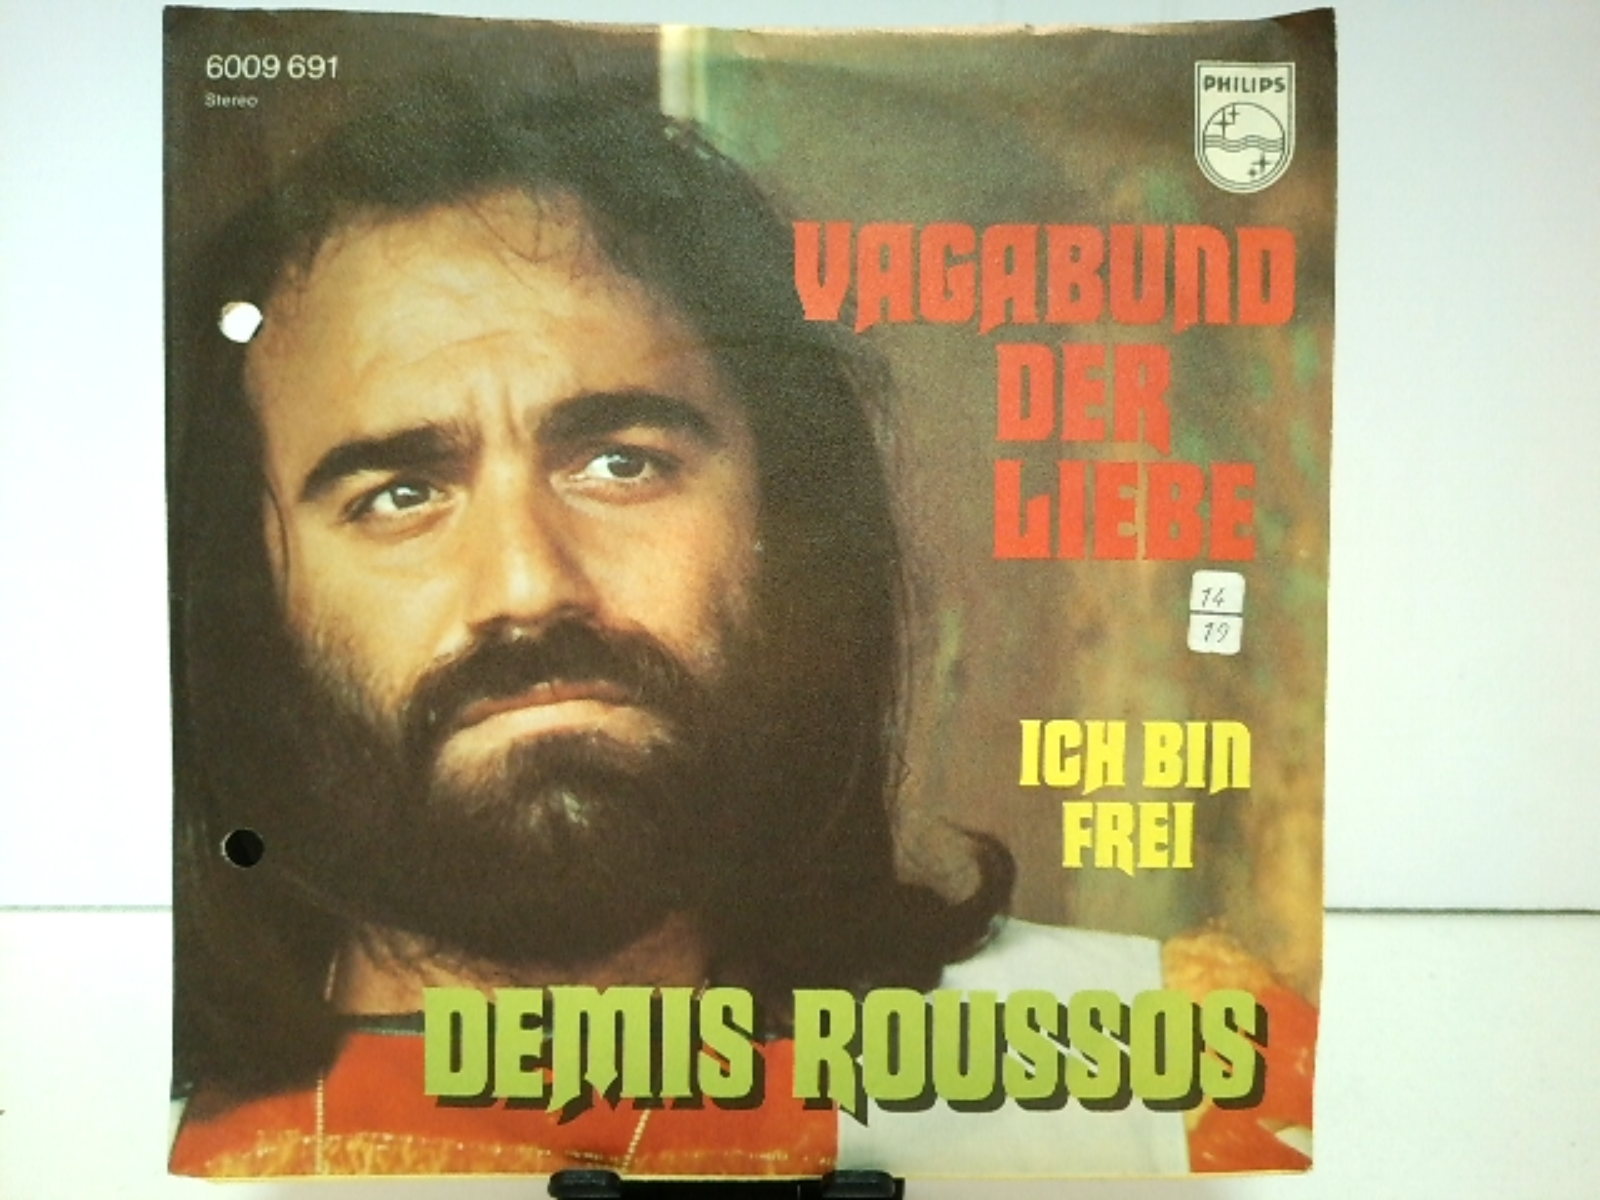 6009 691
Stereo
PHILIPS
VAGABUND
DER
LIEBE
14
19
ICH BIN
FREI
DEMIS ROUSSOS